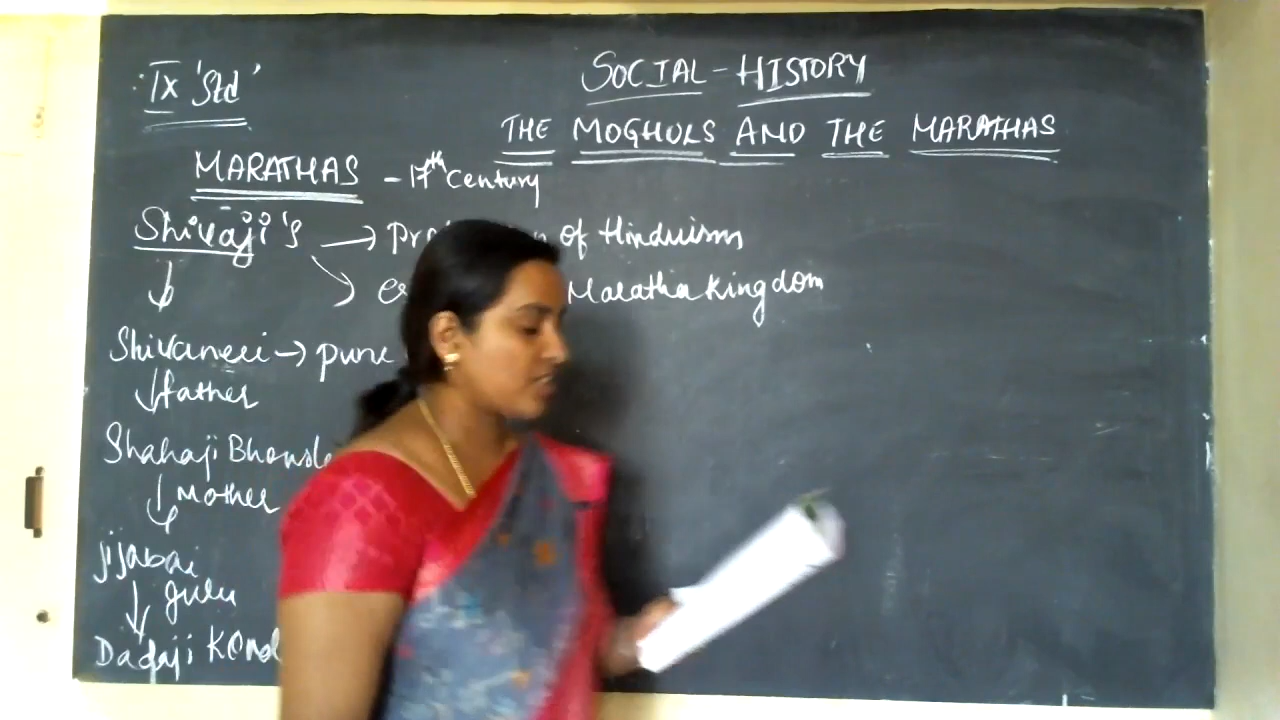 IX 'Std'
SOCIAL - HISTORY
THE MOGHULS AND THE MARATHAS
MARATHAS - 17th Century
Shivaji's → of Hinduism
Maratha Kingdom
Shivaneri → pune
father
Shahaji Bhonsle
Mother
Jijabai
guru
Dadaji